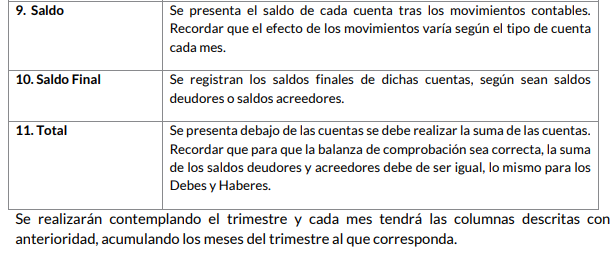 9. Saldo
Se presenta el saldo de cada cuenta tras los movimientos contables.
Recordar que el efecto de los movimientos varía según el tipo de cuenta
cada mes.
10. Saldo Final
Se registran los saldos finales de dichas cuentas, según sean saldos
deudores o saldos acreedores.
11. Total
Se presenta debajo de las cuentas se debe realizar la suma de las cuentas.
Recordar que para que la balanza de comprobación sea correcta, la suma
de los saldos deudores y acreedores debe de ser igual, lo mismo para los
Debes y Haberes.
Se realizarán contemplando el trimestre y cada mes tendrá las columnas descritas con
anterioridad, acumulando los meses del trimestre al que corresponda.